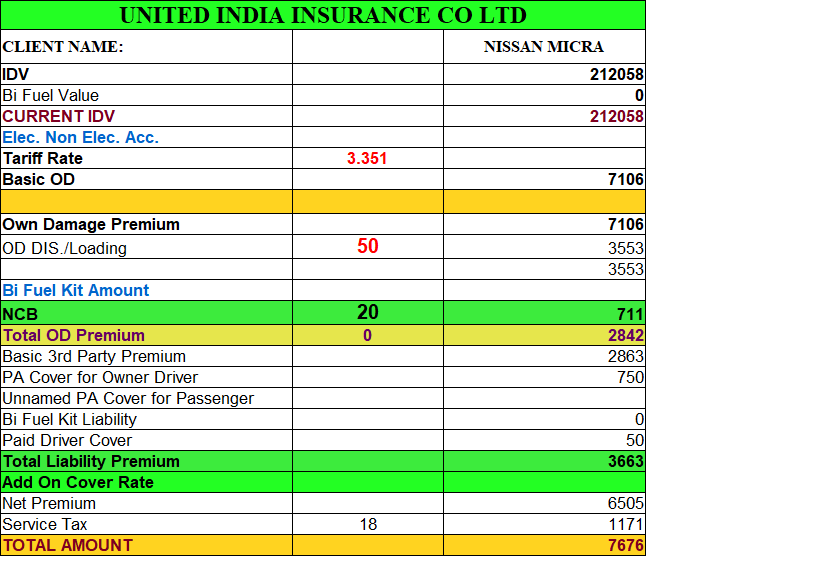 UNITED INDIA INSURANCE CO LTD
CLIENT NAME: NISSAN MICRA
IDV 212058
Bi Fuel Value 0
CURRENT IDV 212058
Elec. Non Elec. Acc.
Tariff Rate 3.351
Basic OD 7106
Own Damage Premium 7106
OD DIS./Loading 50 3553
3553
Bi Fuel Kit Amount
NCB 20 711
Total OD Premium 0 2842
Basic 3rd Party Premium 2863
PA Cover for Owner Driver 750
Unnamed PA Cover for Passenger
Bi Fuel Kit Liability 0
Paid Driver Cover 50
Total Liability Premium 3663
Add On Cover Rate
Net Premium 6505
Service Tax 18 1171
TOTAL AMOUNT 7676